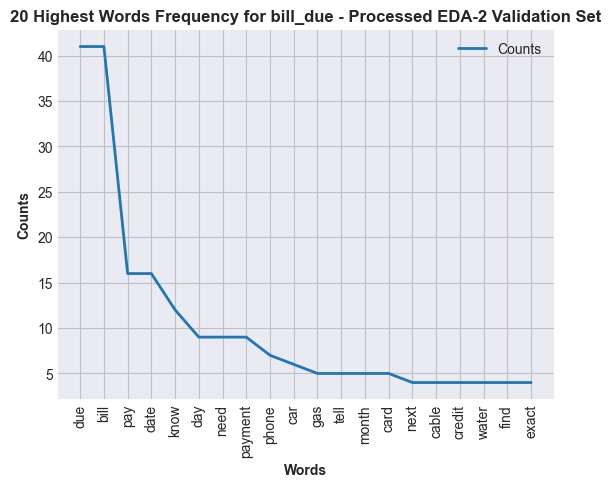 20 Highest Words Frequency for bill_due - Processed EDA-2 Validation Set
Counts
40
35
30
25
20
15
10
5
Counts
due
bill
pay
date
know
day
need
payment
phone
car
gas
tell
month
card
next
cable
credit
water
find
exact
Words